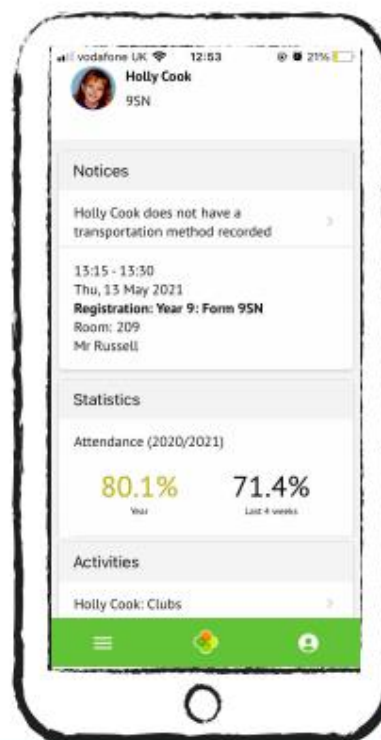 vodafone UK 12:53 21%
Holly Cook
9SN
Notices
Holly Cook does not have a
transportation method recorded
13:15 - 13:30
Thu, 13 May 2021
Registration: Year 9: Form 9SN
Room: 209
Mr Russell
Statistics
Attendance (2020/2021)
80.1% 71.4%
Year Last 4 weeks
Activities
Holly Cook: Clubs